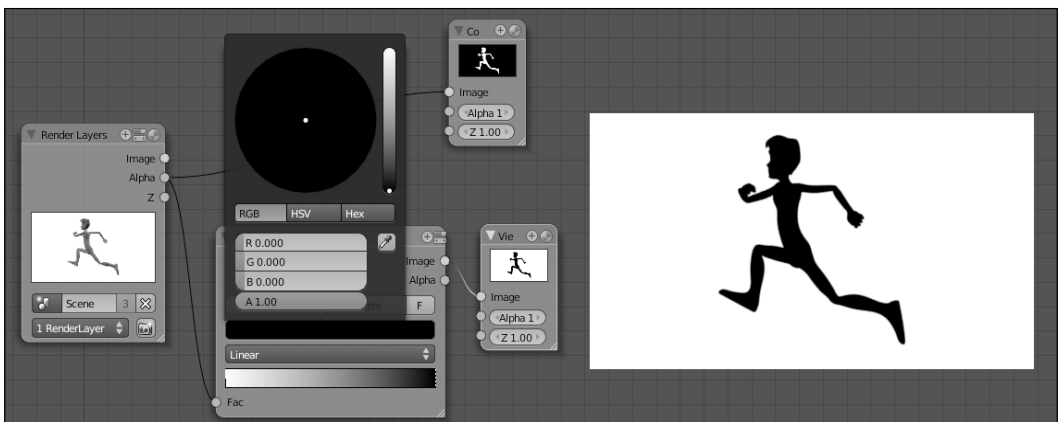 Render Layers
Image
Alpha
Z
Scene
3
1 RenderLayer
RGB
HSV
Hex
R 0.000
G 0.000
B 0.000
A 1.00
Image
Alpha
F
Linear
Fac
Co
Image
Alpha 1
Z 1.00
Vie
Image
Alpha 1
Z 1.00